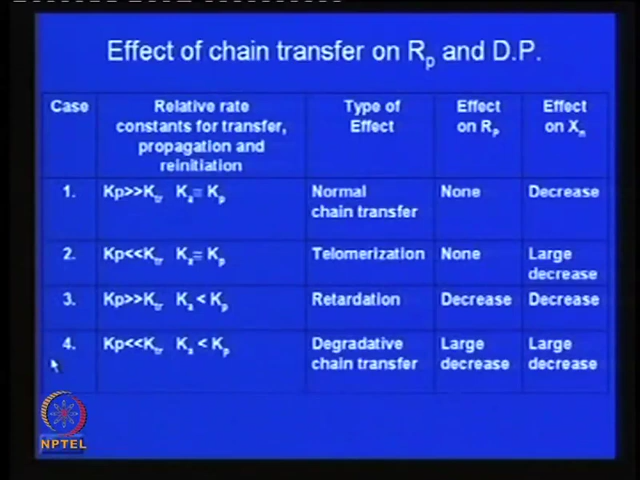 Effect of chain transfer on Rp and D.P.
Case
Relative rate
constants for transfer,
propagation and
reinitiation
Type of
Effect
Effect
on Rp
Effect
on Xn
1.
Kp>>Ktr Ka≅ Kp
Normal
chain transfer
None
Decrease
2.
Kp<<Ktr Ka≅ Kp
Telomerization
None
Large
decrease
3.
Kp>>Ktr Ka < Kp
Retardation
Decrease
Decrease
4.
Kp<<Ktr Ka < Kp
Degradative
chain transfer
Large
decrease
Large
decrease
NPTEL